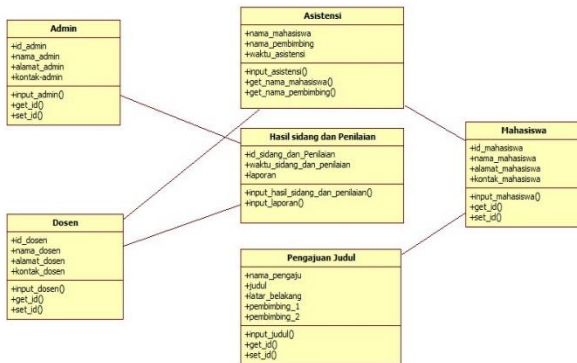 Admin
+id_admin
+nama_admin
+alamat_admin
+kontak-admin
+input_admin()
+get_id()
+set_id()
Asistensi
+nama_mahasiswa
+nama_pembimbing
+waktu_asistensi
+input_asistensi()
+get_nama_mahasiswa()
+get_nama_pembimbing()
Hasil sidang dan Penilaian
+id_sidang_dan_Penilaian
+waktu_sidang_dan_penilaian
+laporan
+input_hasil_sidang_dan_penilaian()
+input_laporan()
Mahasiswa
+id_mahasiswa
+nama_mahasiswa
+alamat_mahasiswa
+kontak_mahasiswa
+input_mahasiswa()
+get_id()
+set_id()
Dosen
+id_dosen
+nama_dosen
+alamat_dosen
+kontak_dosen
+input_dosen()
+get_id()
+set_id()
Pengajuan Judul
+nama_pengaju
+judul
+latar_belakang
+pembimbing_1
+pembimbing_2
+input_judul()
+get_id()
+set_id()